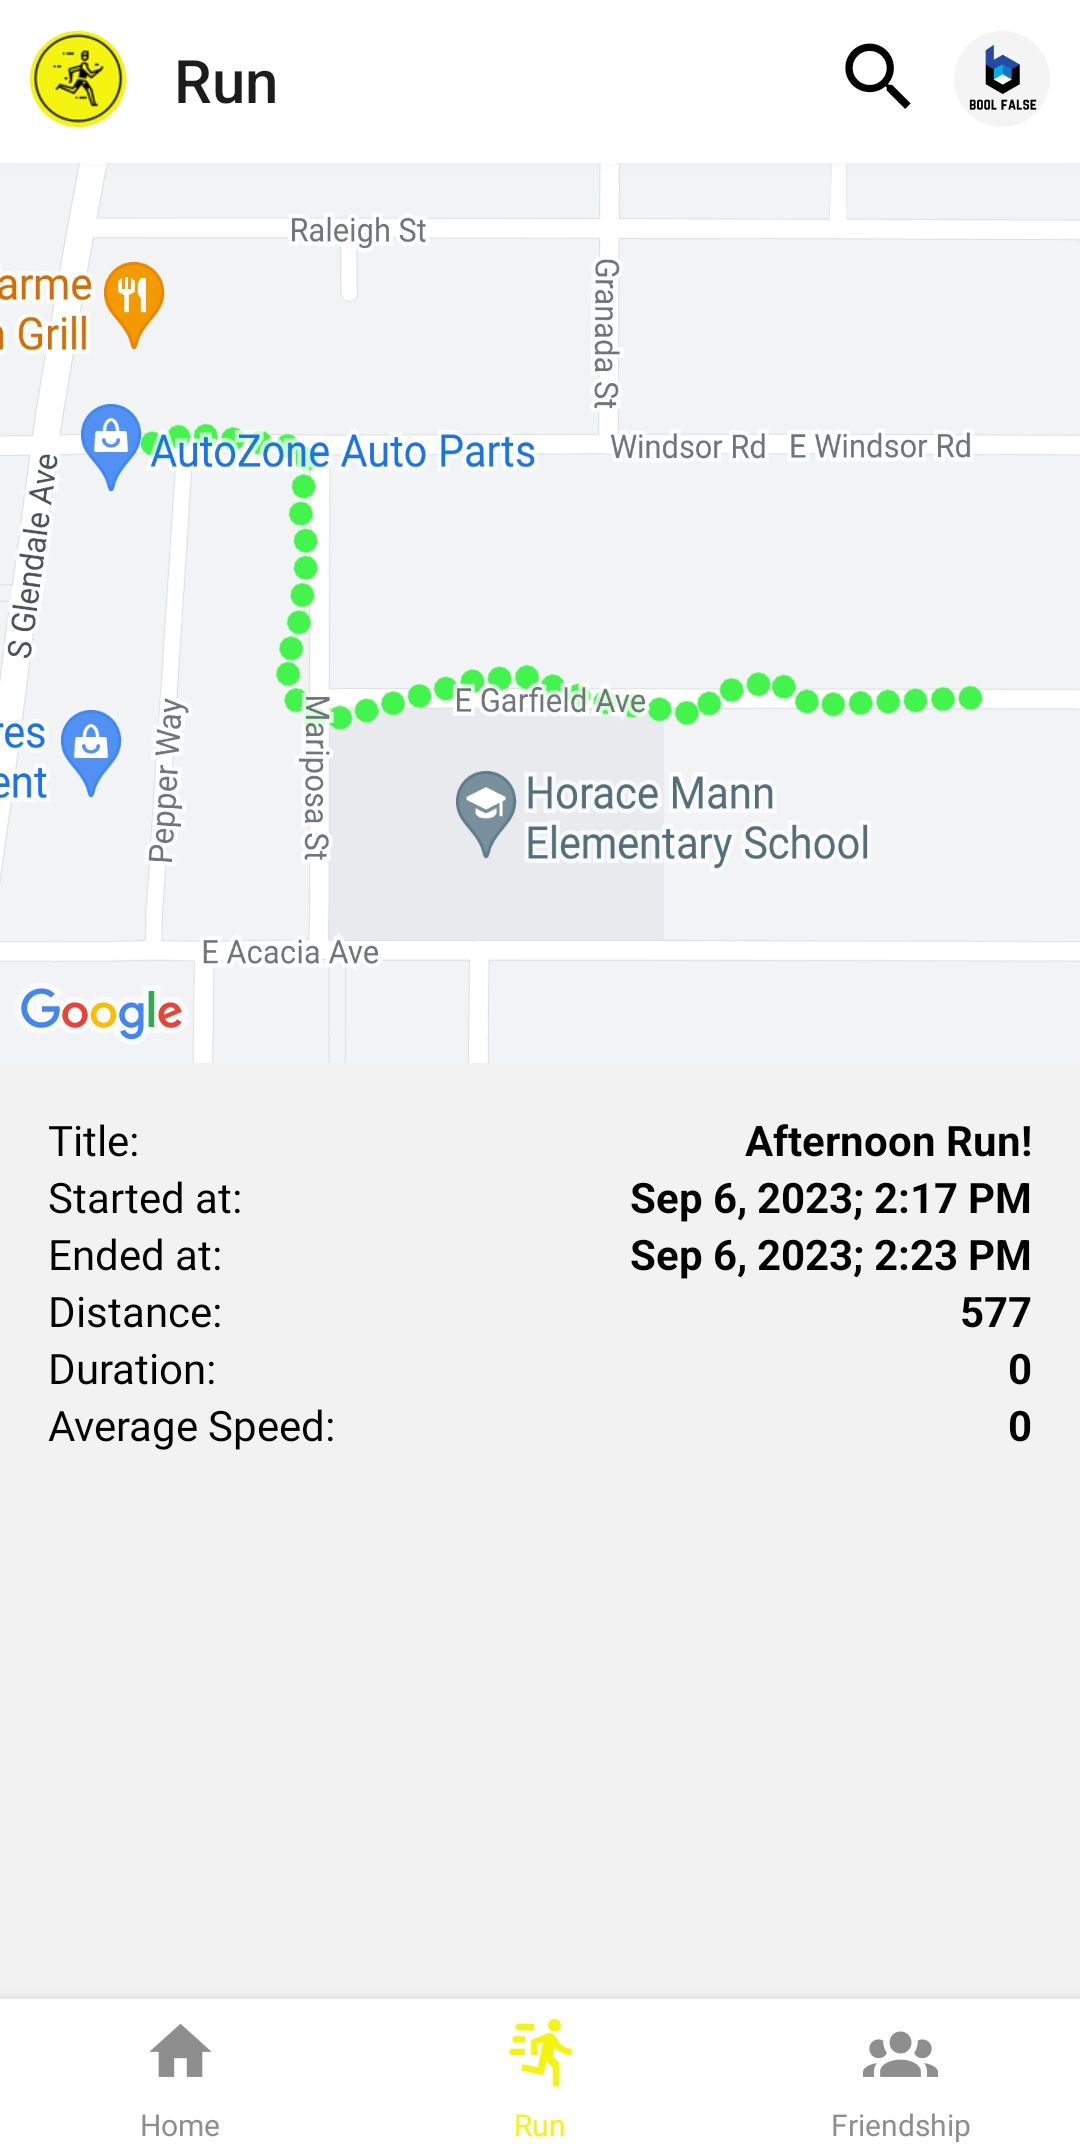 Run
BOOL FALSE
Raleigh St
arme
Grill
Granada St
AutoZone Auto Parts
Windsor Rd
E Windsor Rd
S Glendale Ave
E Garfield Ave
res
ent
Pepper Way
Mariposa St
Horace Mann
Elementary School
E Acacia Ave
Google
Title: Afternoon Run!
Started at: Sep 6, 2023; 2:17 PM
Ended at: Sep 6, 2023; 2:23 PM
Distance: 577
Duration: 0
Average Speed: 0
Home
Run
Friendship